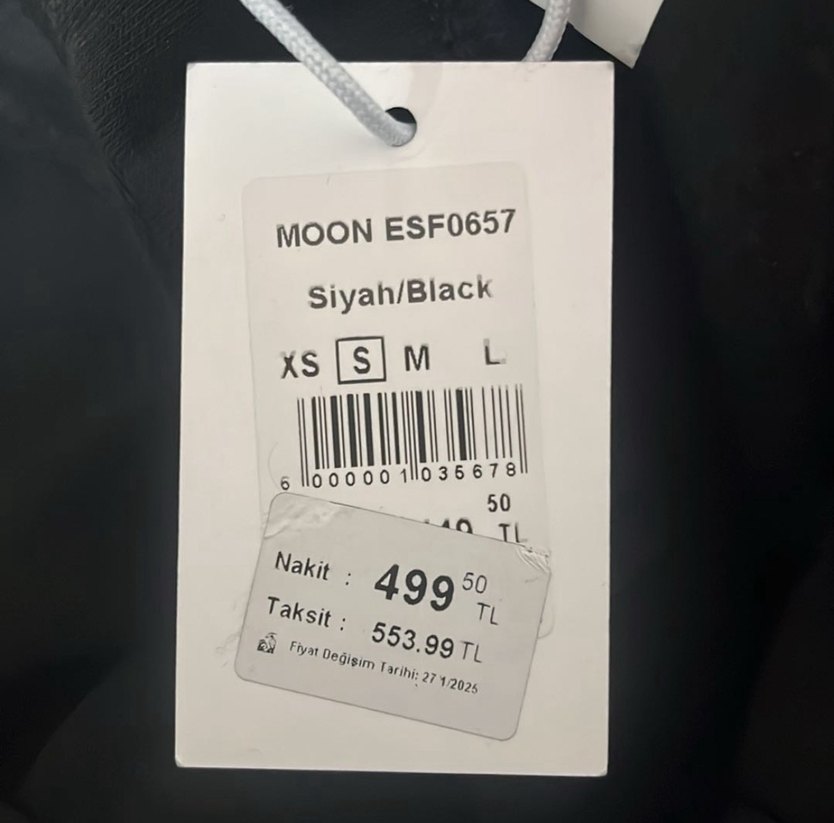 MOON ESF0657
Siyah/Black
XS S M L
6 000001 035678
50
TL
Nakit : 499 50 TL
Taksit : 553.99 TL
Fiyat Değişim Tarihi: 27 1/2025